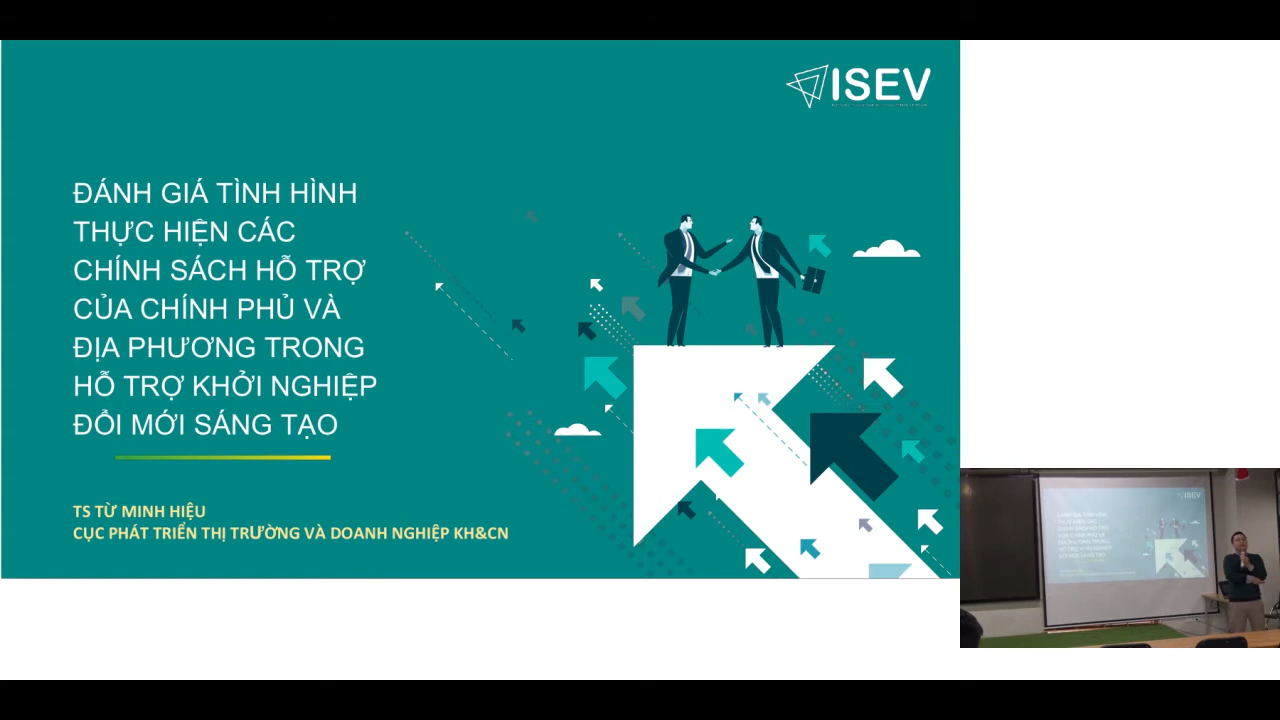 ISEV
ĐÁNH GIÁ TÌNH HÌNH
THỰC HIỆN CÁC
CHÍNH SÁCH HỖ TRỢ
CỦA CHÍNH PHỦ VÀ
ĐỊA PHƯƠNG TRONG
HỖ TRỢ KHỞI NGHIỆP
ĐỔI MỚI SÁNG TẠO
TS TỪ MINH HIỆU
CỤC PHÁT TRIỂN THỊ TRƯỜNG VÀ DOANH NGHIỆP KH&CN